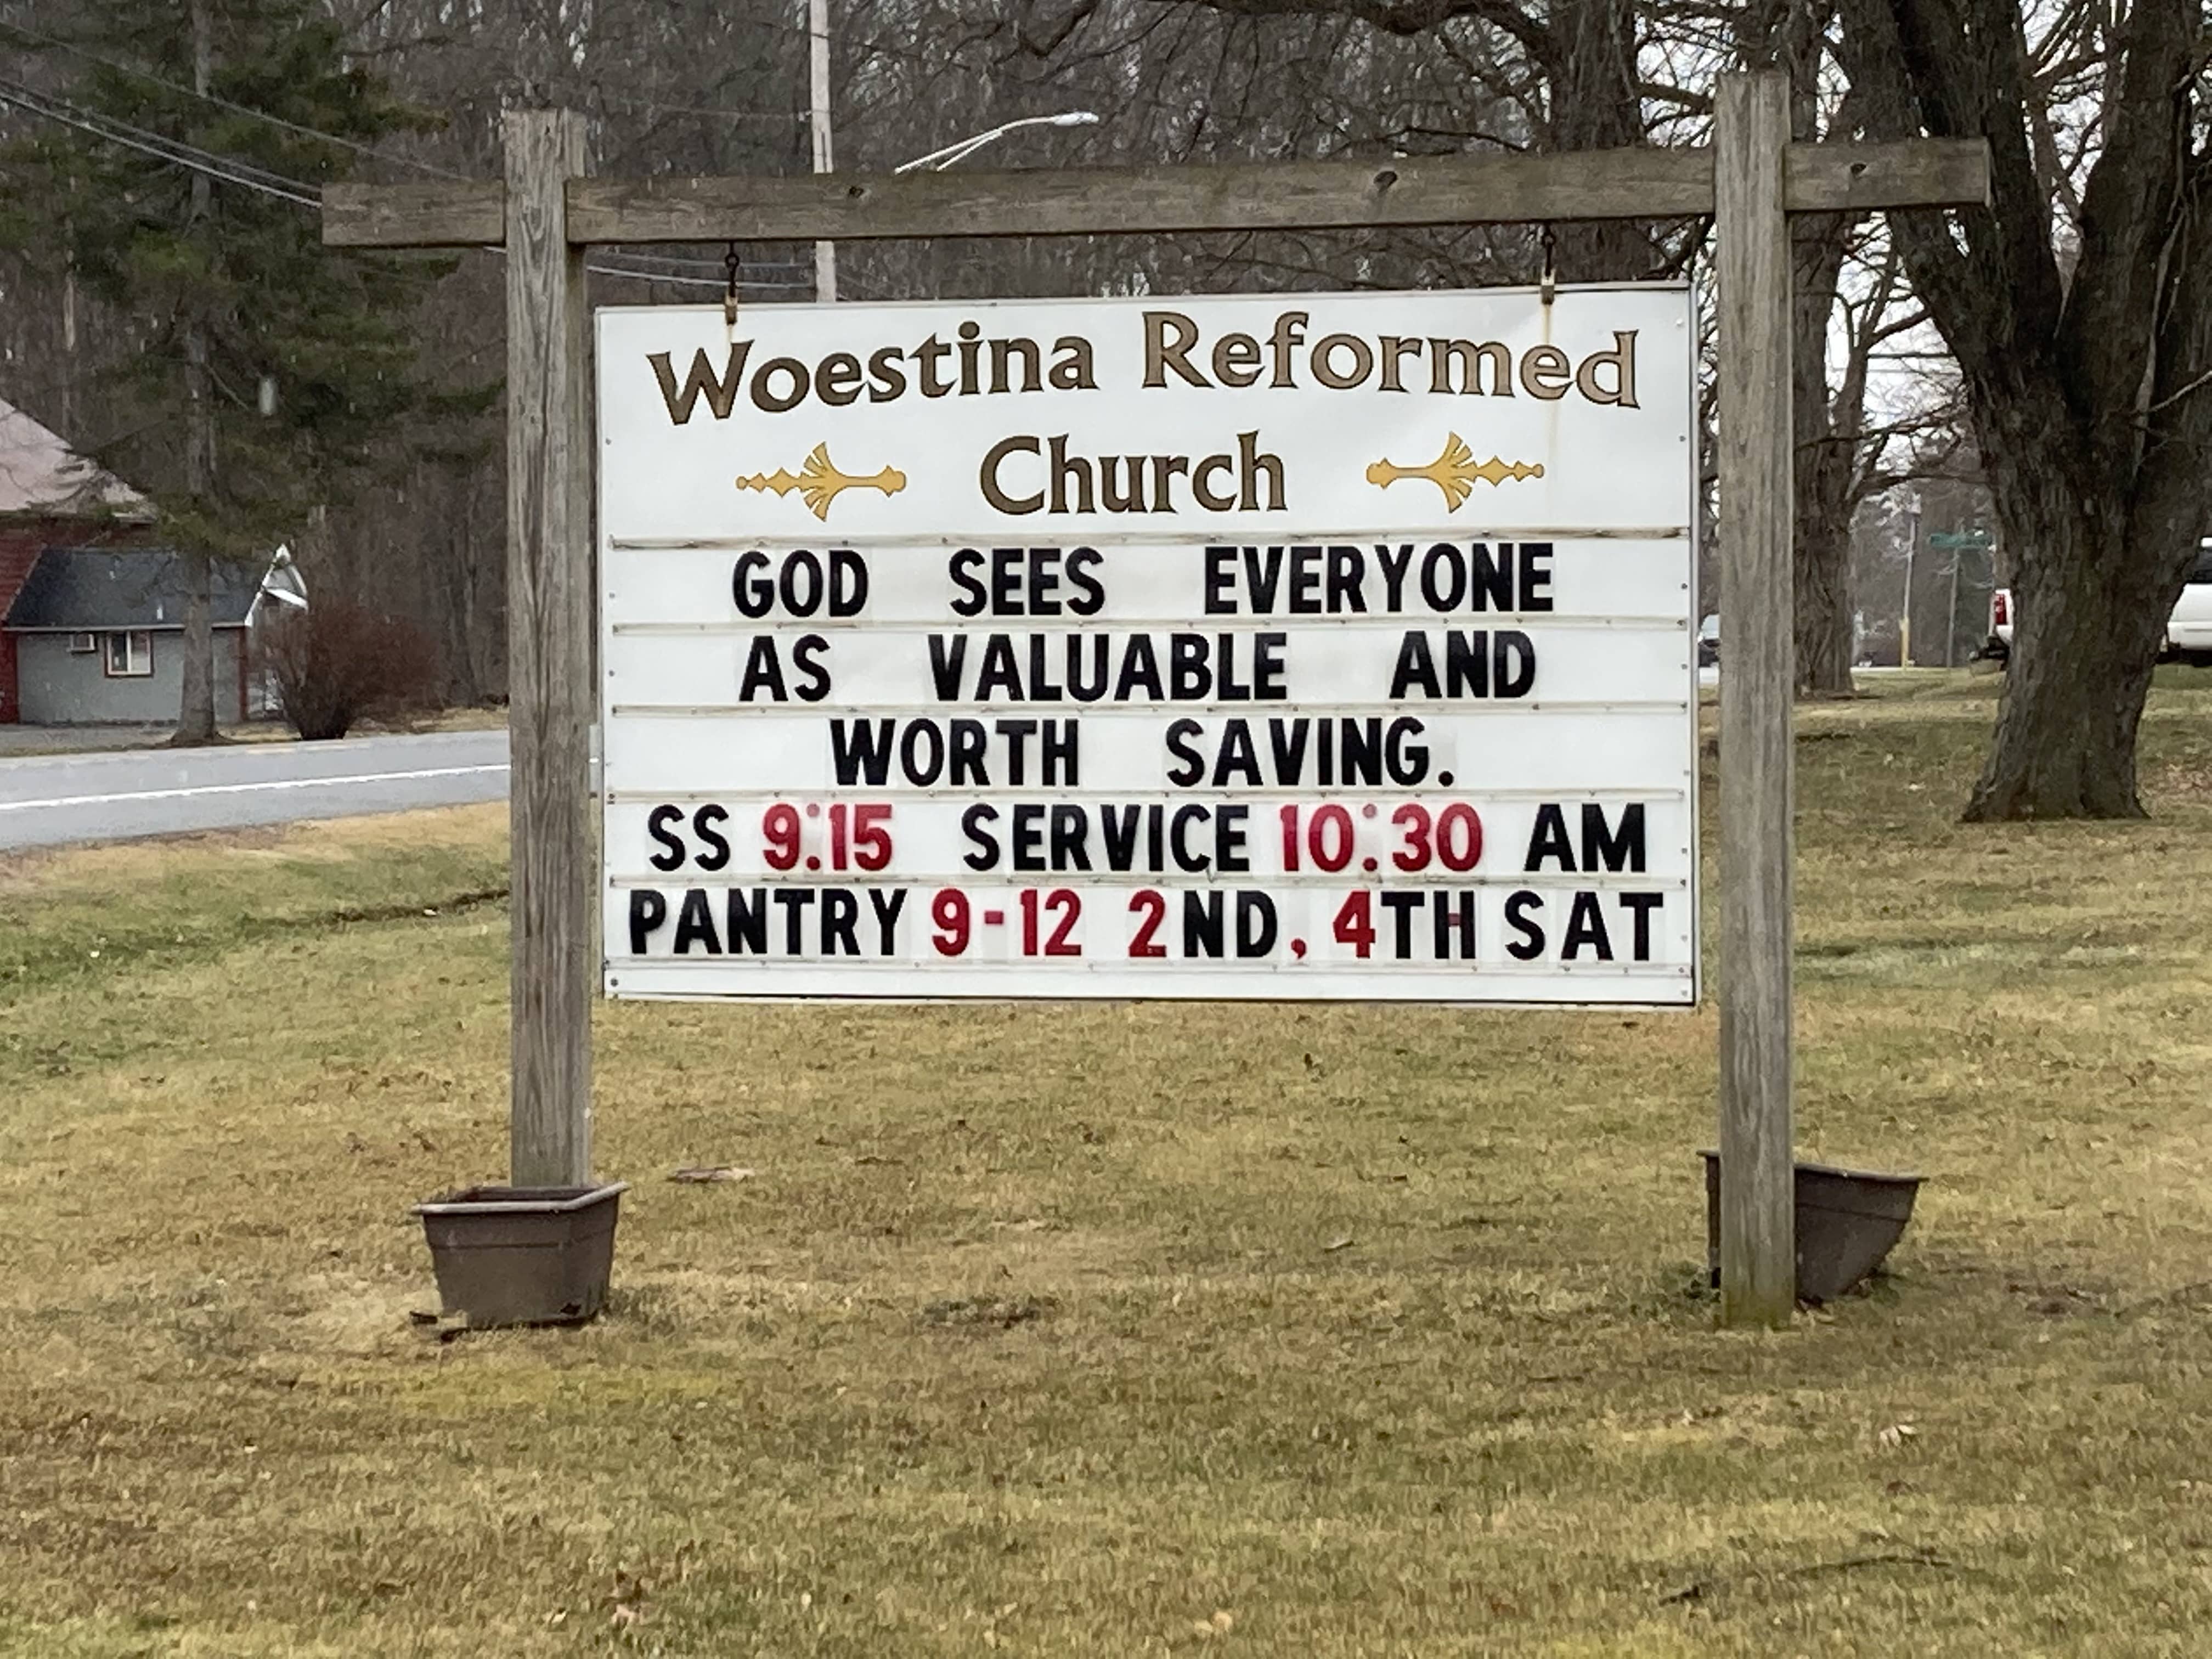 Woestina Reformed
Church
GOD SEES EVERYONE
AS VALUABLE AND
WORTH SAVING.
SS 9:15 SERVICE 10:30 AM
PANTRY 9-12 2ND, 4TH SAT